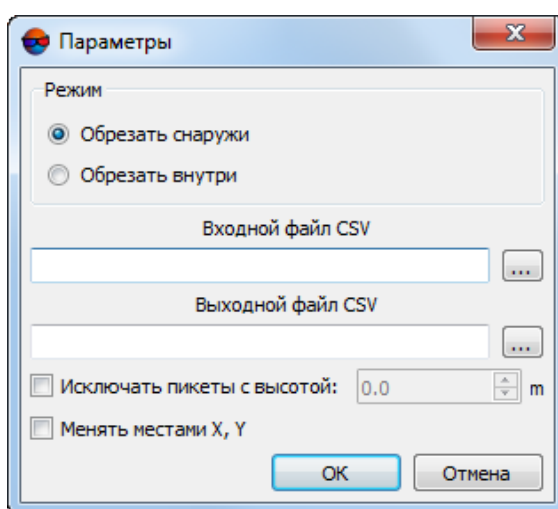 Параметры
Режим
Обрезать снаружи
Обрезать внутри
Входной файл CSV
...
Выходной файл CSV
...
Исключать пикеты с высотой: 0.0 m
Менять местами X, Y
OK Отмена